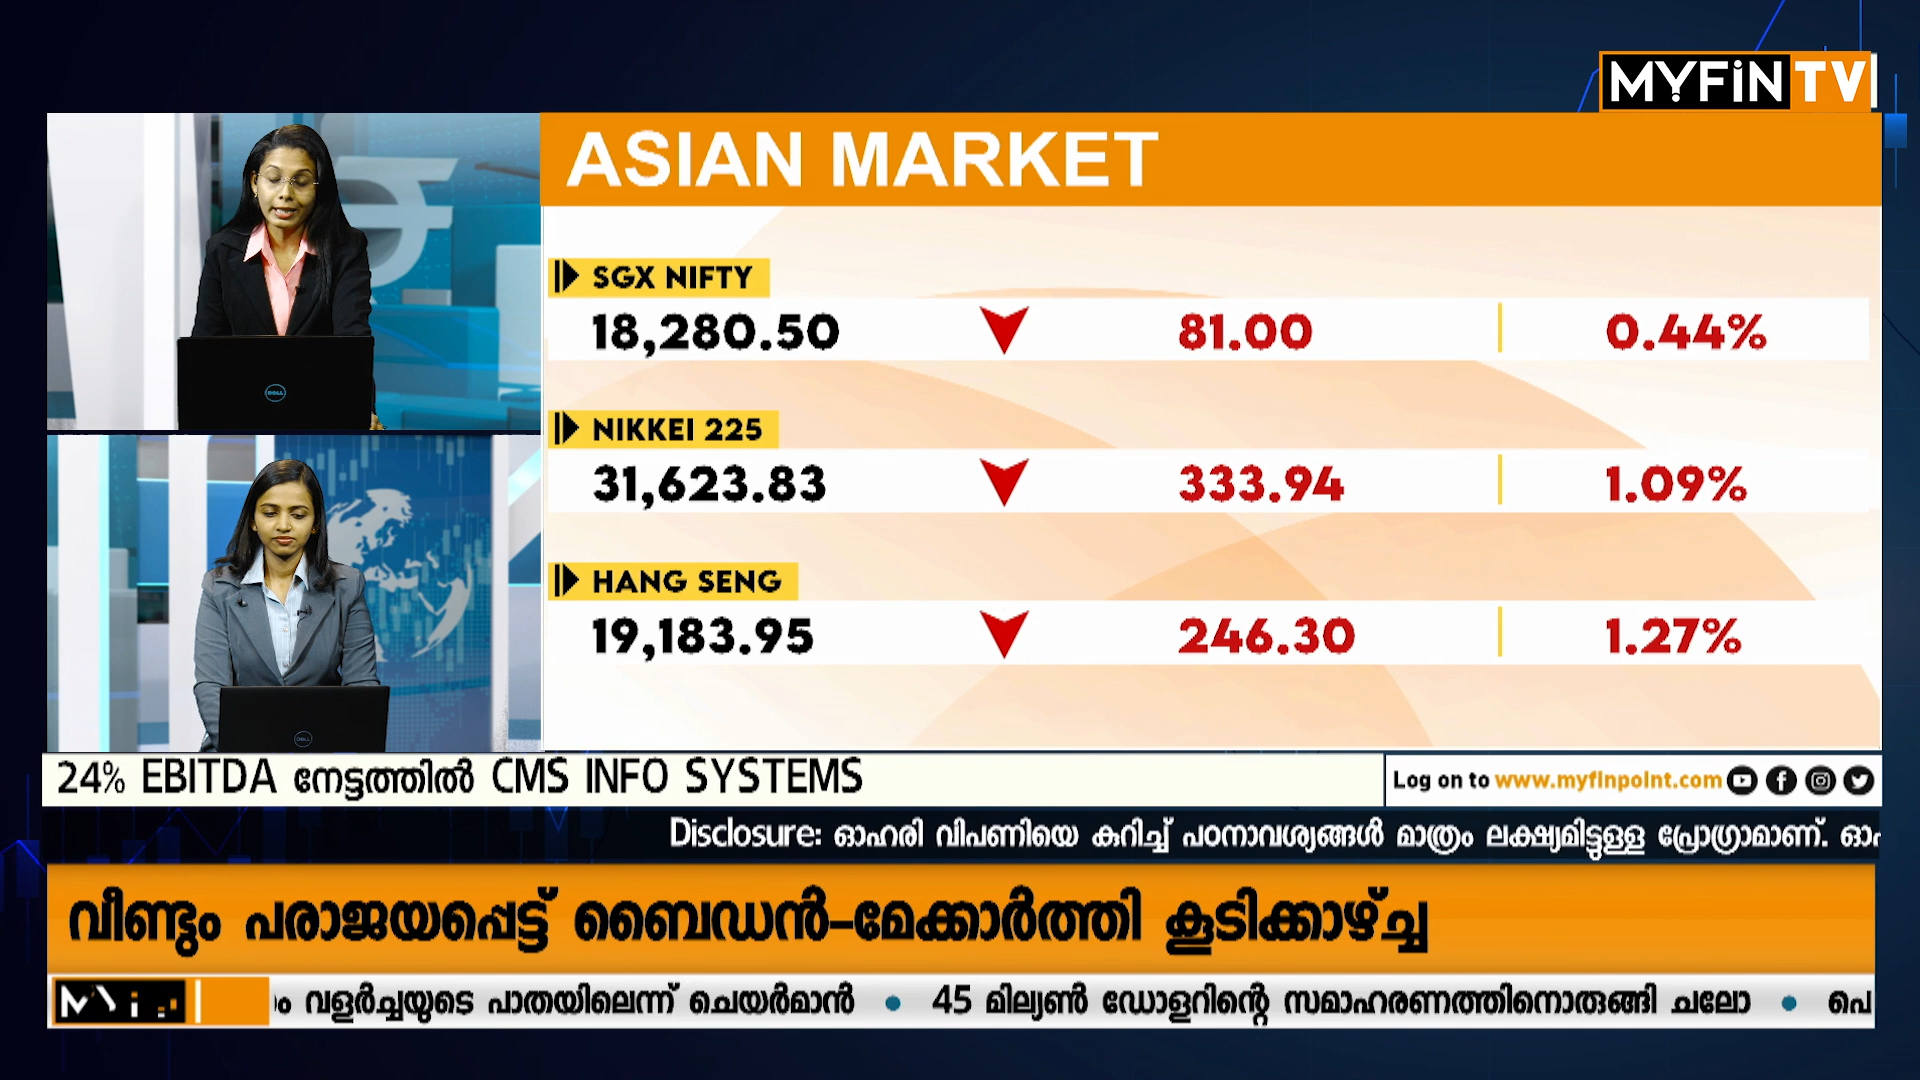 MYFiNTV
ASIAN MARKET
SGX NIFTY
18,280.50 81.00 0.44%
NIKKEI 225
31,623.83 333.94 1.09%
HANG SENG
19,183.95 246.30 1.27%
DELL
DELL
24% EBITDA നേട്ടത്തിൽ CMS INFO SYSTEMS
Log on to www.myfinpoint.com
Disclosure: ഓഹരി വിപണിയെ കുറിച്ച് പഠനാവശ്യങ്ങൾ മാത്രം ലക്ഷ്യമിട്ടുള്ള പ്രോഗ്രാമാണ്.
വീണ്ടും പരാജയപ്പെട്ട് ബൈഡൻ-മേക്കാർത്തി കൂടിക്കാഴ്ച്ച
വളർച്ചയുടെ പാതയിലെന്ന് ചെയർമാൻ • 45 മില്യൺ ഡോളറിന്റെ സമാഹരണത്തിനൊരുങ്ങി ചലോ •